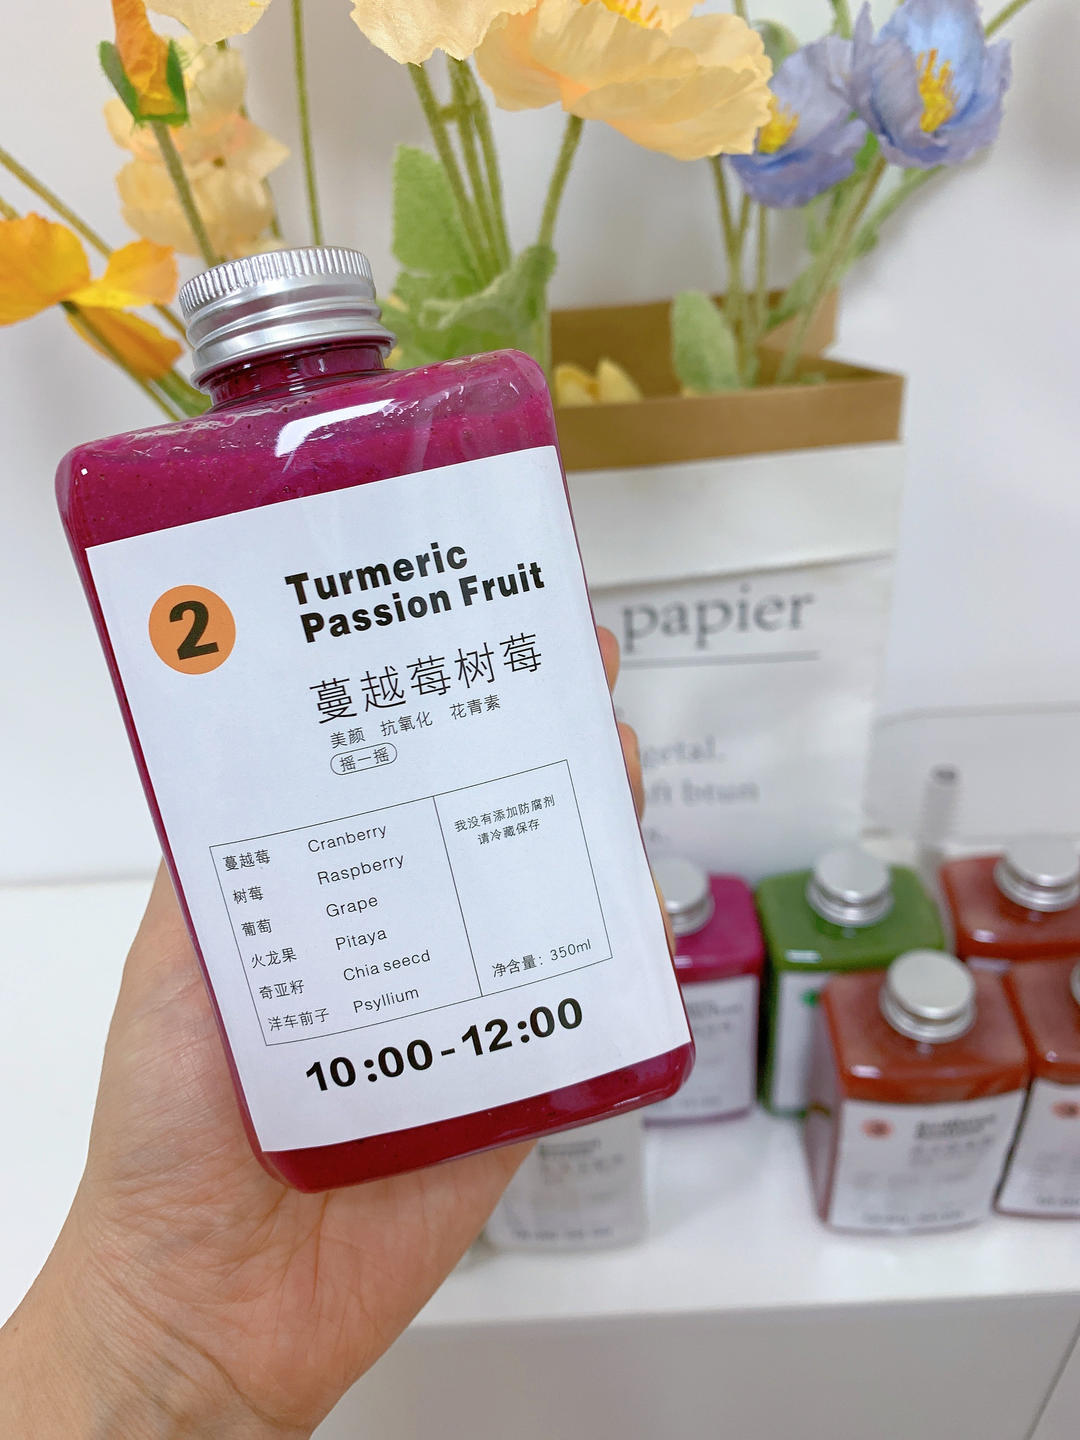 2
Turmeric
Passion Fruit
蔓越莓树莓
美颜 抗氧化 花青素
摇一摇
蔓越莓 Cranberry
树莓 Raspberry
葡萄 Grape
火龙果 Pitaya
奇亚籽 Chia seecd
洋车前子 Psyllium
我没有添加防腐剂
请冷藏保存
净含量：350ml
10:00-12:00
papier